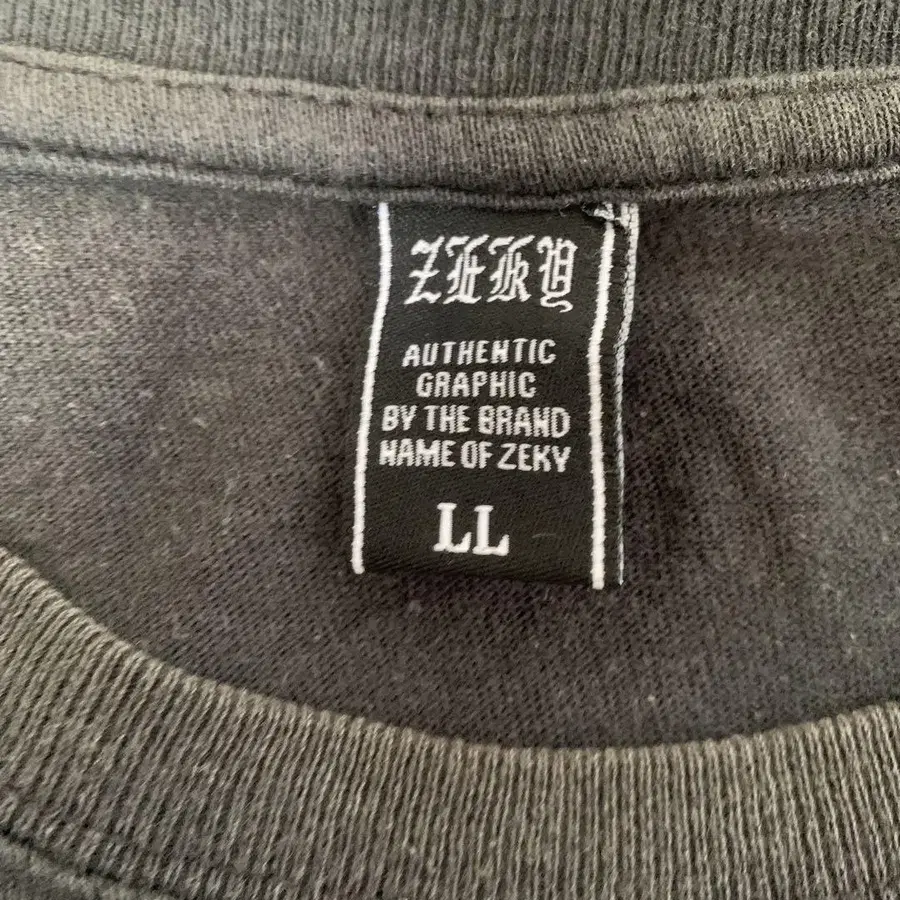 ZEKY
AUTHENTIC
GRAPHIC
BY THE BRAND
NAME OF ZEKY
LL